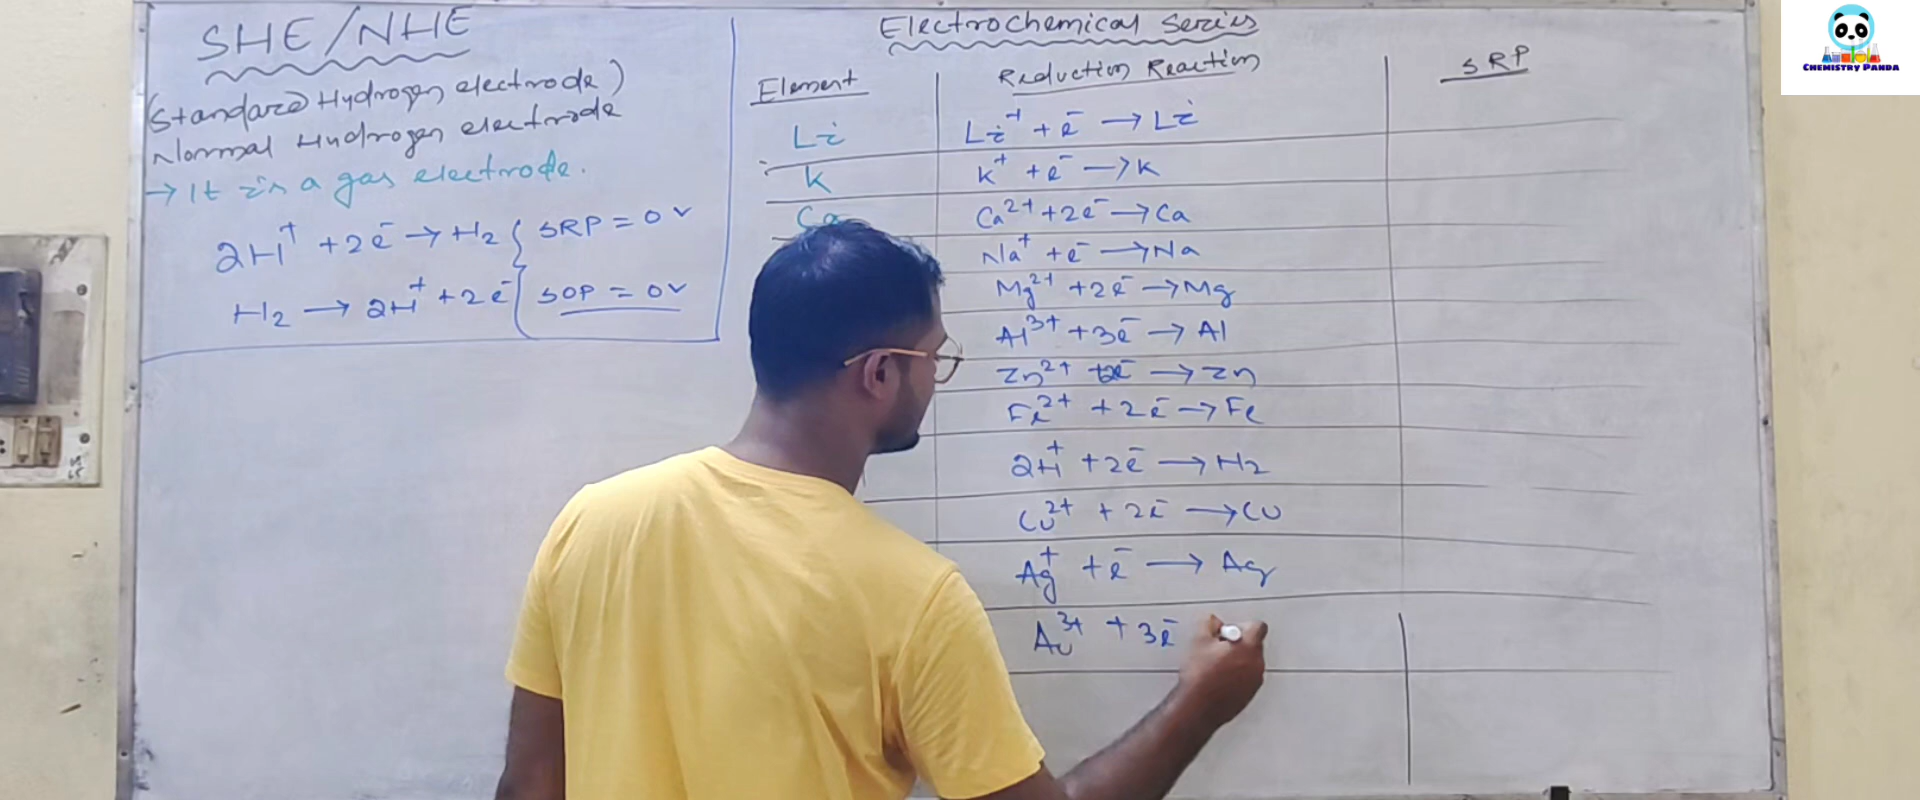 SHE/NHE
(Standard Hydrogen electrode)
Normal Hydrogen electrode
→ It is a gas electrode.
2H⁺ + 2e⁻ → H₂ { SRP = 0 V
H₂ → 2H⁺ + 2e⁻ { SOP = 0 V
Electrochemical Series
Element Reduction Reaction SRP
Li Li⁺ + e⁻ → Li
K K⁺ + e⁻ → K
Ca Ca²⁺ + 2e⁻ → Ca
Na⁺ + e⁻ → Na
Mg²⁺ + 2e⁻ → Mg
Al³⁺ + 3e⁻ → Al
Zn²⁺ + 2e⁻ → Zn
Fe²⁺ + 2e⁻ → Fe
2H⁺ + 2e⁻ → H₂
Cu²⁺ + 2e⁻ → Cu
Ag⁺ + e⁻ → Ag
Au³⁺ + 3e⁻
CHEMISTRY PANDA